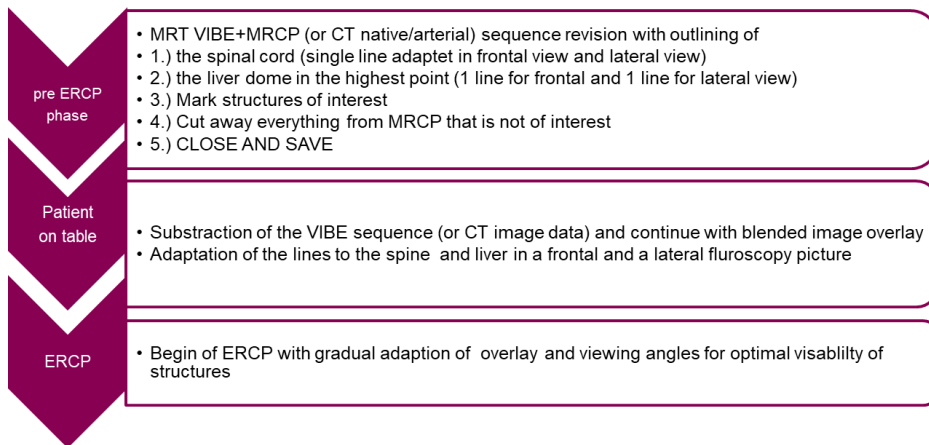 pre ERCP
phase
• MRT VIBE+MRCP (or CT native/arterial) sequence revision with outlining of
• 1.) the spinal cord (single line adaptet in frontal view and lateral view)
• 2.) the liver dome in the highest point (1 line for frontal and 1 line for lateral view)
• 3.) Mark structures of interest
• 4.) Cut away everything from MRCP that is not of interest
• 5.) CLOSE AND SAVE
Patient
on table
• Substraction of the VIBE sequence (or CT image data) and continue with blended image overlay
• Adaptation of the lines to the spine and liver in a frontal and a lateral fluroscopy picture
ERCP
• Begin of ERCP with gradual adaption of overlay and viewing angles for optimal visablilty of
structures